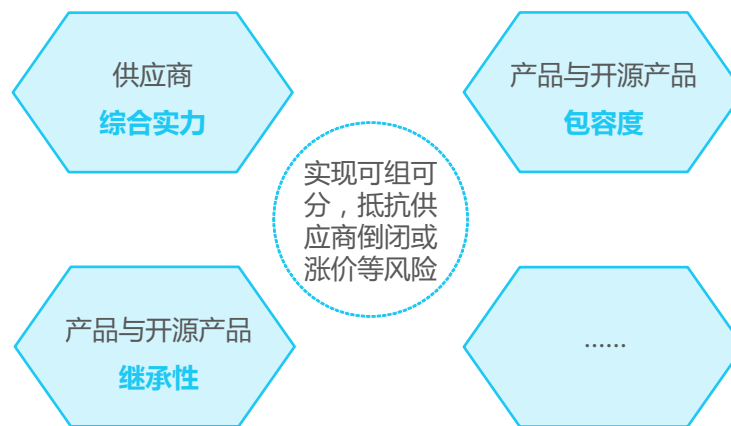 供应商
综合实力
产品与开源产品
包容度
实现可组可
分，抵抗供
应商倒闭或
涨价等风险
产品与开源产品
继承性
......